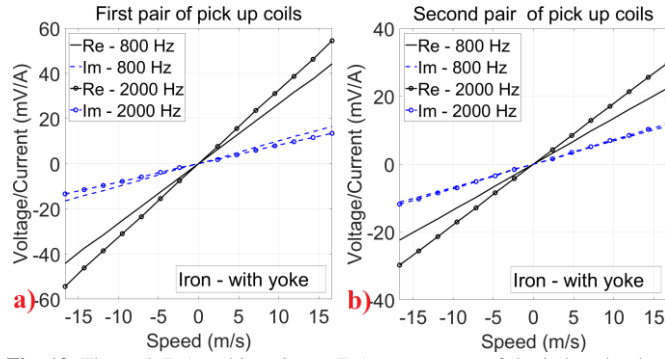 First pair of pick up coils
Voltage/Current (mV/A)
60
40
20
0
-20
-40
-60
Re - 800 Hz
Im - 800 Hz
Re - 2000 Hz
Im - 2000 Hz
Iron - with yoke
a)
-15 -10 -5 0 5 10 15
Speed (m/s)
Second pair of pick up coils
Voltage/Current (mV/A)
40
20
0
-20
-40
Re - 800 Hz
Im - 800 Hz
Re - 2000 Hz
Im - 2000 Hz
Iron - with yoke
b)
-15 -10 -5 0 5 10 15
Speed (m/s)